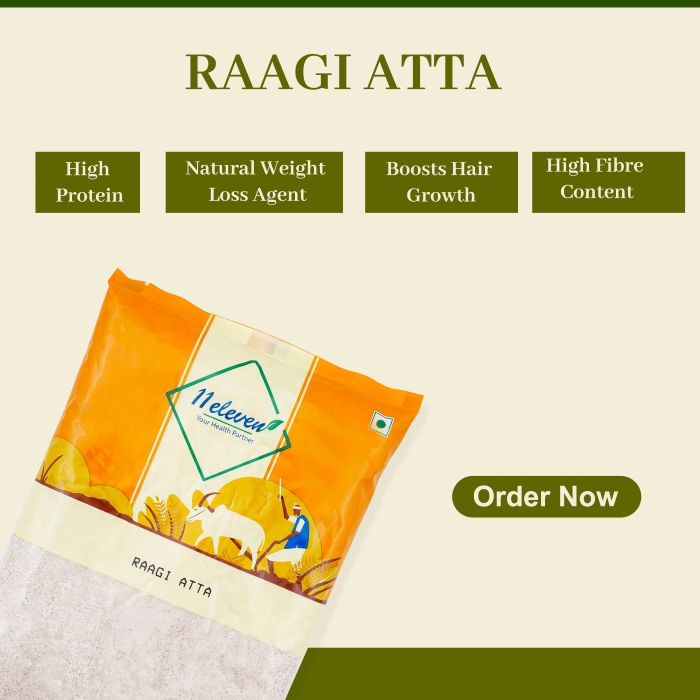 RAAGI ATTA
High
Protein
Natural Weight
Loss Agent
Boosts Hair
Growth
High Fibre
Content
11eleven
Your Health Partner
RAAGI ATTA
Order Now